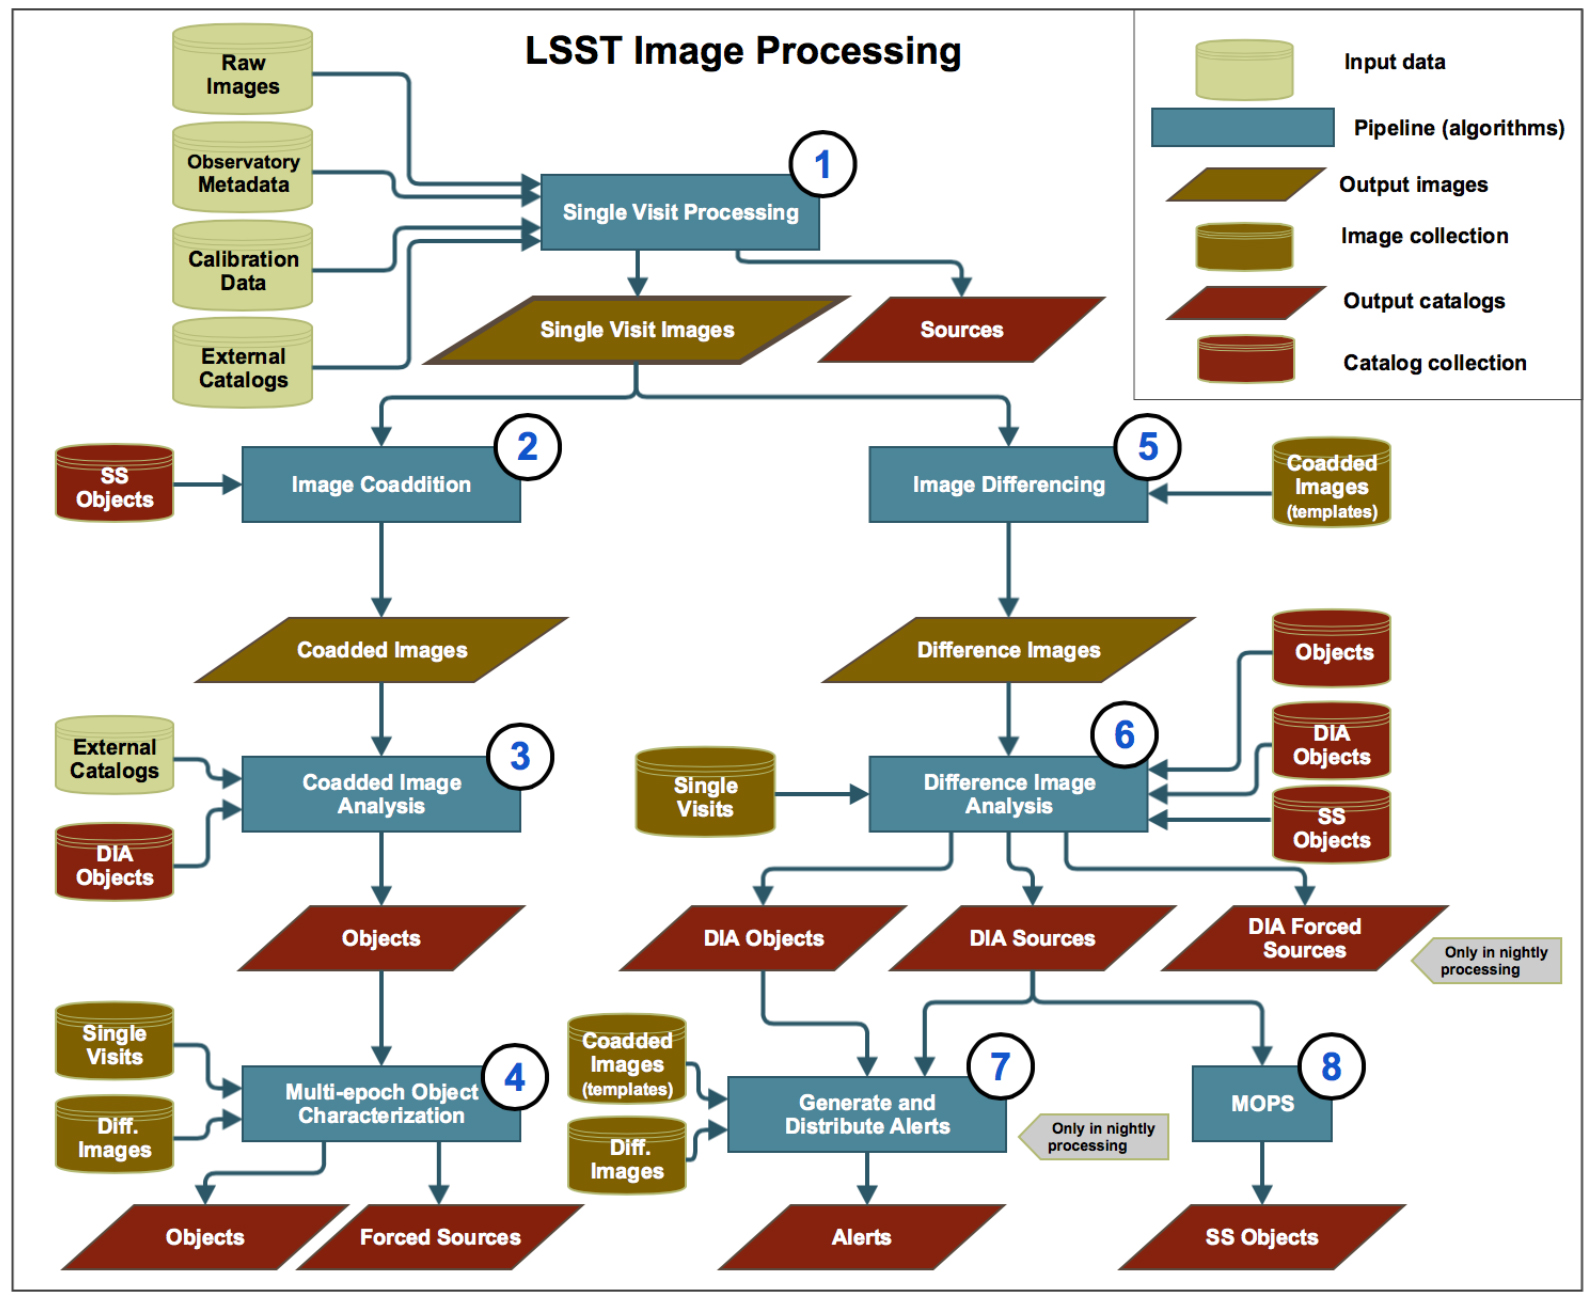 LSST Image Processing
Raw
Images
Observatory
Metadata
Calibration
Data
External
Catalogs
1
Single Visit Processing
Single Visit Images
Sources
Input data
Pipeline (algorithms)
Output images
Image collection
Output catalogs
Catalog collection
SS
Objects
2
Image Coaddition
5
Image Differencing
Coadded
Images
(templates)
Coadded Images
Difference Images
Objects
DIA
Objects
SS
Objects
External
Catalogs
DIA
Objects
3
Coadded Image
Analysis
Single
Visits
6
Difference Image
Analysis
Objects
DIA Objects
DIA Sources
DIA Forced
Sources
Only in nightly
processing
Single
Visits
Diff.
Images
4
Multi-epoch Object
Characterization
Coadded
Images
(templates)
Diff.
Images
7
Generate and
Distribute Alerts
Only in nightly
processing
8
MOPS
Objects
Forced Sources
Alerts
SS Objects